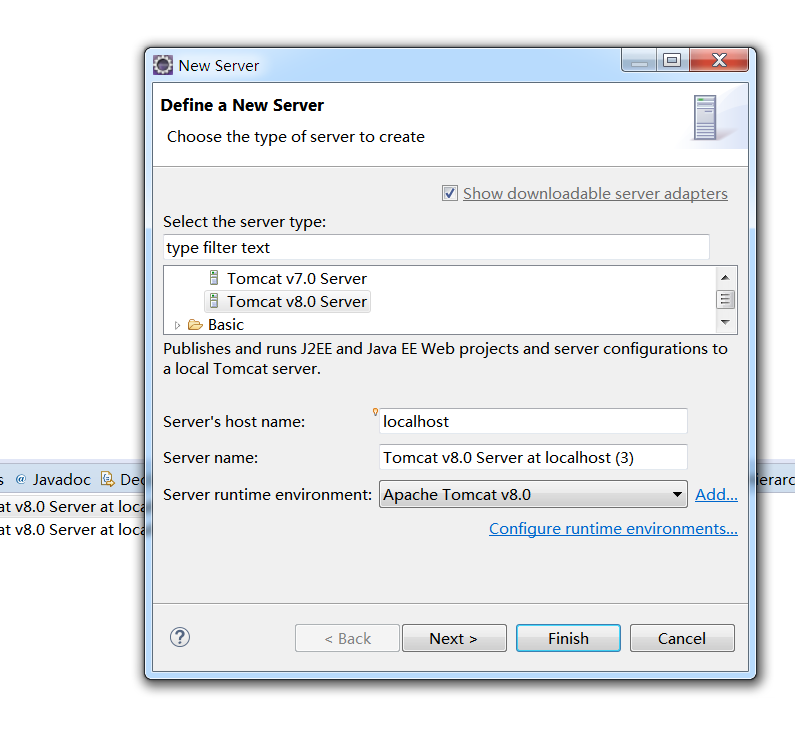 New Server
Define a New Server
Choose the type of server to create
Show downloadable server adapters
Select the server type:
type filter text
Tomcat v7.0 Server
Tomcat v8.0 Server
Basic
Publishes and runs J2EE and Java EE Web projects and server configurations to
a local Tomcat server.
Server's host name: localhost
Server name: Tomcat v8.0 Server at localhost (3)
s @ Javadoc Dec
Server runtime environment: Apache Tomcat v8.0 Add...
at v8.0 Server at loca
Configure runtime environments...
at v8.0 Server at loca
? < Back Next > Finish Cancel